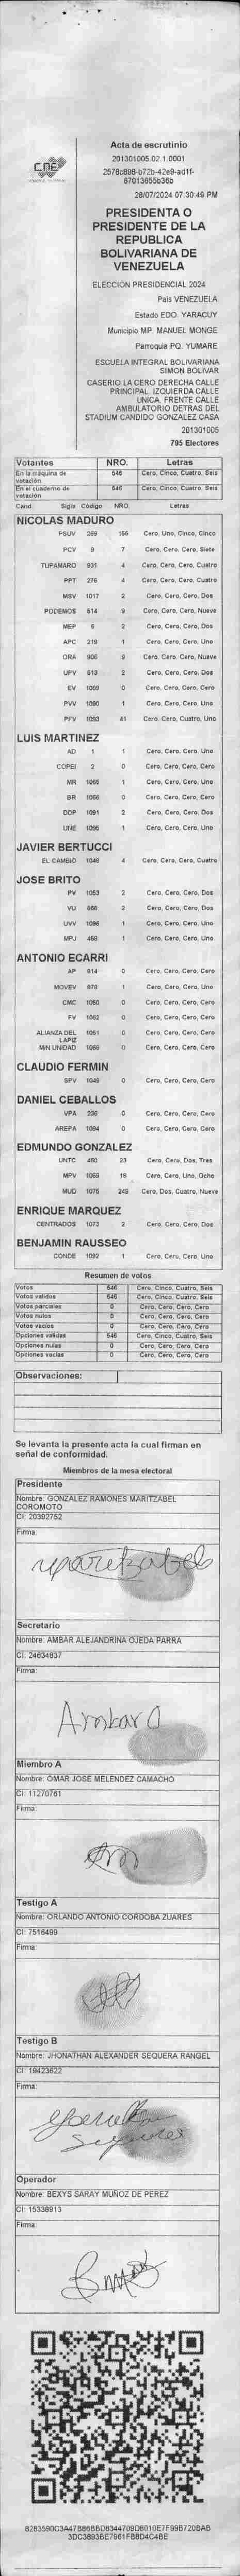 CNE
Acta de escrutinio
201301005.02.1.0001
2578c898-b72b-42e9-ad1f-
67013655b36b
28/07/2024 07:30:49 PM
PRESIDENTA O
PRESIDENTE DE LA
REPUBLICA
BOLIVARIANA DE
VENEZUELA
ELECCIÓN PRESIDENCIAL 2024
País VENEZUELA
Estado EDO. YARACUY
Municipio MP. MANUEL MONGE
Parroquia PQ. YUMARE
ESCUELA INTEGRAL BOLIVARIANA
SIMON BOLIVAR
CASERIO LA CERO DERECHA CALLE
PRINCIPAL. IZQUIERDA CALLE
UNICA. FRENTE CALLE
AMBULATORIO DETRAS DEL
STADIUM CANDIDO GONZALEZ CASA
201301005
795 Electores
Votantes NRO. Letras
En la máquina de votación 546 Cero, Cinco, Cuatro, Seis
En el cuaderno de votación 546 Cero, Cinco, Cuatro, Seis
Cand Sigla Código NRO. Letras
NICOLAS MADURO
PSUV 269 155 Cero, Uno, Cinco, Cinco
PCV 9 7 Cero, Cero, Cero, Siete
TUPAMARO 931 4 Cero, Cero, Cero, Cuatro
PPT 276 4 Cero, Cero, Cero, Cuatro
MSV 1017 2 Cero, Cero, Cero, Dos
PODEMOS 514 9 Cero, Cero, Cero, Nueve
MEP 6 2 Cero, Cero, Cero, Dos
APC 219 1 Cero, Cero, Cero, Uno
ORA 906 9 Cero, Cero, Cero, Nueve
UPV 613 2 Cero, Cero, Cero, Dos
EV 1069 0 Cero, Cero, Cero, Cero
PVV 1090 1 Cero, Cero, Cero, Uno
PFV 1093 41 Cero, Cero, Cuatro, Uno
LUIS MARTINEZ
AD 1 1 Cero, Cero, Cero, Uno
COPEI 2 0 Cero, Cero, Cero, Cero
MR 1065 1 Cero, Cero, Cero, Uno
BR 1066 0 Cero, Cero, Cero, Cero
DDP 1091 2 Cero, Cero, Cero, Dos
UNE 1095 1 Cero, Cero, Cero, Uno
JAVIER BERTUCCI
EL CAMBIO 1048 4 Cero, Cero, Cero, Cuatro
JOSE BRITO
PV 1053 2 Cero, Cero, Cero, Dos
VU 866 2 Cero, Cero, Cero, Dos
UVV 1096 1 Cero, Cero, Cero, Uno
MPJ 458 1 Cero, Cero, Cero, Uno
ANTONIO ECARRI
AP 914 0 Cero, Cero, Cero, Cero
MOVEV 979 1 Cero, Cero, Cero, Uno
CMC 1050 0 Cero, Cero, Cero, Cero
FV 1062 0 Cero, Cero, Cero, Cero
ALIANZA DEL LAPIZ 1061 0 Cero, Cero, Cero, Cero
MIN UNIDAD 1068 0 Cero, Cero, Cero, Cero
CLAUDIO FERMIN
SPV 1049 0 Cero, Cero, Cero, Cero
DANIEL CEBALLOS
VPA 236 0 Cero, Cero, Cero, Cero
AREPA 1094 0 Cero, Cero, Cero, Cero
EDMUNDO GONZALEZ
UNTC 460 23 Cero, Cero, Dos, Tres
MPV 1069 18 Cero, Cero, Uno, Ocho
MUD 1075 249 Cero, Dos, Cuatro, Nueve
ENRIQUE MARQUEZ
CENTRADOS 1073 2 Cero, Cero, Cero, Dos
BENJAMIN RAUSSEO
CONDE 1092 1 Cero, Cero, Cero, Uno
Resumen de votos
Votos 546 Cero, Cinco, Cuatro, Seis
Votos válidos 546 Cero, Cinco, Cuatro, Seis
Votos parciales 0 Cero, Cero, Cero, Cero
Votos nulos 0 Cero, Cero, Cero, Cero
Votos vacíos 0 Cero, Cero, Cero, Cero
Opciones válidas 546 Cero, Cinco, Cuatro, Seis
Opciones nulas 0 Cero, Cero, Cero, Cero
Opciones vacías 0 Cero, Cero, Cero, Cero
Observaciones:
Se levanta la presente acta la cual firman en
señal de conformidad.
Miembros de la mesa electoral
Presidente
Nombre: GONZALEZ RAMONES MARITZABEL
COROMOTO
CI: 20392752
Firma:
Secretario
Nombre: AMBAR ALEJANDRINA OJEDA PARRA
CI: 24634837
Firma:
Ambar O
Miembro A
Nombre: OMAR JOSE MELENDEZ CAMACHO
CI: 11270761
Firma:
Testigo A
Nombre: ORLANDO ANTONIO CORDOBA ZUARES
CI: 7516499
Firma:
Testigo B
Nombre: JHONATHAN ALEXANDER SEQUERA RANGEL
CI: 19423622
Firma:
Operador
Nombre: BEXYS SARAY MUÑOZ DE PEREZ
CI: 15338913
Firma: